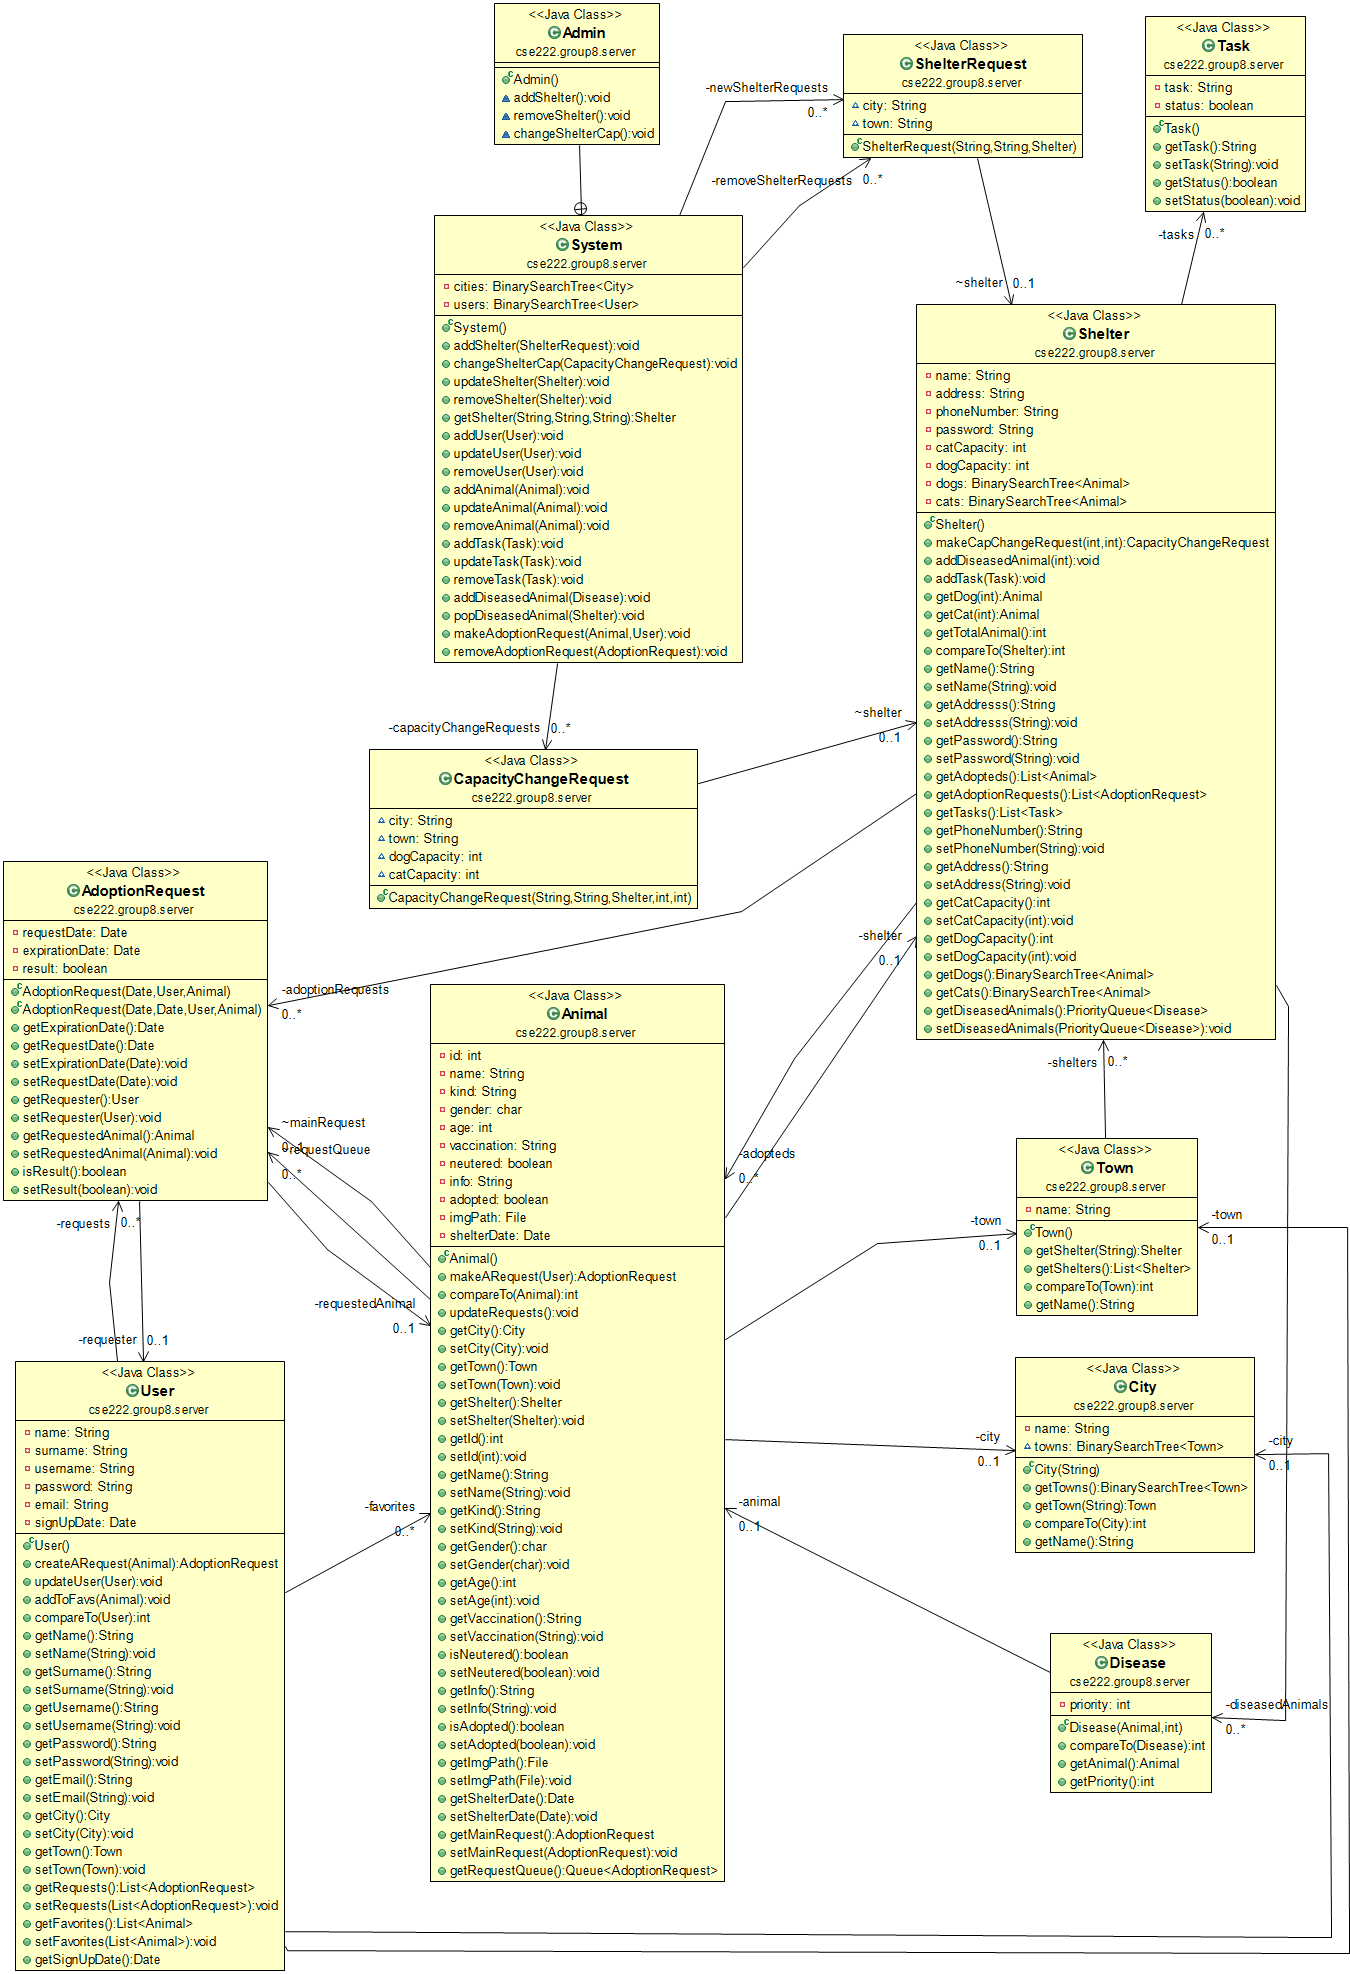 <<Java Class>>
Admin
cse222.group8.server
Admin()
addShelter():void
removeShelter():void
changeShelterCap():void
<<Java Class>>
ShelterRequest
cse222.group8.server
city: String
town: String
ShelterRequest(String,String,Shelter)
<<Java Class>>
Task
cse222.group8.server
task: String
status: boolean
Task()
getTask():String
setTask(String):void
getStatus():boolean
setStatus(boolean):void
-newShelterRequests
0..*
-removeShelterRequests
0..*
~shelter
0..1
-tasks
0..*
<<Java Class>>
System
cse222.group8.server
cities: BinarySearchTree<City>
users: BinarySearchTree<User>
System()
addShelter(ShelterRequest):void
changeShelterCap(CapacityChangeRequest):void
updateShelter(Shelter):void
removeShelter(Shelter):void
getShelter(String,String,String):Shelter
addUser(User):void
updateUser(User):void
removeUser(User):void
addAnimal(Animal):void
updateAnimal(Animal):void
removeAnimal(Animal):void
addTask(Task):void
updateTask(Task):void
removeTask(Task):void
addDiseasedAnimal(Disease):void
popDiseasedAnimal(Shelter):void
makeAdoptionRequest(Animal,User):void
removeAdoptionRequest(AdoptionRequest):void
<<Java Class>>
Shelter
cse222.group8.server
name: String
address: String
phoneNumber: String
password: String
catCapacity: int
dogCapacity: int
dogs: BinarySearchTree<Animal>
cats: BinarySearchTree<Animal>
Shelter()
makeCapChangeRequest(int,int):CapacityChangeRequest
addDiseasedAnimal(int):void
addTask(Task):void
getDog(int):Animal
getCat(int):Animal
getTotalAnimal():int
compareTo(Shelter):int
getName():String
setName(String):void
getAddresss():String
setAddresss(String):void
getPassword():String
setPassword(String):void
getAdopteds():List<Animal>
getAdoptionRequests():List<AdoptionRequest>
getTasks():List<Task>
getPhoneNumber():String
setPhoneNumber(String):void
getAddress():String
setAddress(String):void
getCatCapacity():int
setCatCapacity(int):void
getDogCapacity():int
setDogCapacity(int):void
getDogs():BinarySearchTree<Animal>
getCats():BinarySearchTree<Animal>
getDiseasedAnimals():PriorityQueue<Disease>
setDiseasedAnimals(PriorityQueue<Disease>):void
-capacityChangeRequests
0..*
~shelter
0..1
<<Java Class>>
CapacityChangeRequest
cse222.group8.server
city: String
town: String
dogCapacity: int
catCapacity: int
CapacityChangeRequest(String,String,Shelter,int,int)
<<Java Class>>
AdoptionRequest
cse222.group8.server
requestDate: Date
expirationDate: Date
result: boolean
AdoptionRequest(Date,User,Animal)
AdoptionRequest(Date,Date,User,Animal)
getExpirationDate():Date
getRequestDate():Date
setExpirationDate(Date):void
setRequestDate(Date):void
getRequester():User
setRequester(User):void
getRequestedAnimal():Animal
setRequestedAnimal(Animal):void
isResult():boolean
setResult(boolean):void
-adoptionRequests
0..*
-shelter
0..1
-adopteds
0..*
~mainRequest
0..1
~requestQueue
0..*
-requestedAnimal
0..1
-requests
0..*
-requester
0..1
<<Java Class>>
Animal
cse222.group8.server
id: int
name: String
kind: String
gender: char
age: int
vaccination: String
neutered: boolean
info: String
adopted: boolean
imgPath: File
shelterDate: Date
Animal()
makeARequest(User):AdoptionRequest
compareTo(Animal):int
updateRequests():void
getCity():City
setCity(City):void
getTown():Town
setTown(Town):void
getShelter():Shelter
setShelter(Shelter):void
getId():int
setId(int):void
getName():String
setName(String):void
getKind():String
setKind(String):void
getGender():char
setGender(char):void
getAge():int
setAge(int):void
getVaccination():String
setVaccination(String):void
isNeutered():boolean
setNeutered(boolean):void
getInfo():String
setInfo(String):void
isAdopted():boolean
setAdopted(boolean):void
getImgPath():File
setImgPath(File):void
getShelterDate():Date
setShelterDate(Date):void
getMainRequest():AdoptionRequest
setMainRequest(AdoptionRequest):void
getRequestQueue():Queue<AdoptionRequest>
-shelters
0..*
<<Java Class>>
Town
cse222.group8.server
name: String
Town()
getShelter(String):Shelter
getShelters():List<Shelter>
compareTo(Town):int
getName():String
-town
0..1
-town
0..1
<<Java Class>>
City
cse222.group8.server
name: String
towns: BinarySearchTree<Town>
City(String)
getTowns():BinarySearchTree<Town>
getTown(String):Town
compareTo(City):int
getName():String
-city
0..1
-city
0..1
<<Java Class>>
User
cse222.group8.server
name: String
surname: String
username: String
password: String
email: String
signUpDate: Date
User()
createARequest(Animal):AdoptionRequest
updateUser(User):void
addToFavs(Animal):void
compareTo(User):int
getName():String
setName(String):void
getSurname():String
setSurname(String):void
getUsername():String
setUsername(String):void
getPassword():String
setPassword(String):void
getEmail():String
setEmail(String):void
getCity():City
setCity(City):void
getTown():Town
setTown(Town):void
getRequests():List<AdoptionRequest>
setRequests(List<AdoptionRequest>):void
getFavorites():List<Animal>
setFavorites(List<Animal>):void
getSignUpDate():Date
-favorites
0..*
-animal
0..1
<<Java Class>>
Disease
cse222.group8.server
priority: int
Disease(Animal,int)
compareTo(Disease):int
getAnimal():Animal
getPriority():int
-diseasedAnimals
0..*